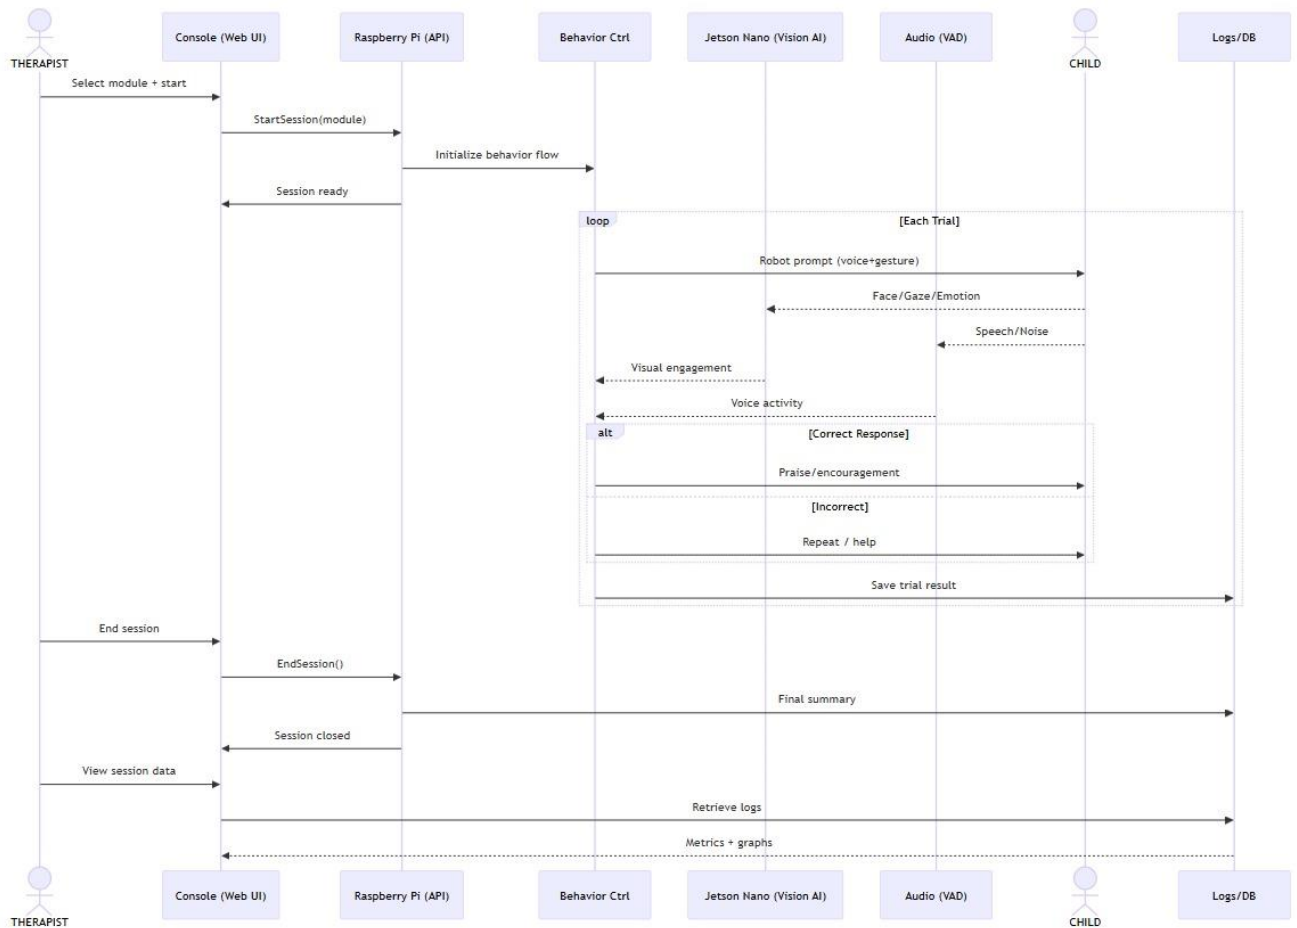 Console (Web UI)
Raspberry Pi (API)
Behavior Ctrl
Jetson Nano (Vision AI)
Audio (VAD)
Logs/DB
THERAPIST
CHILD
Select module + start
StartSession(module)
Initialize behavior flow
Session ready
loop
[Each Trial]
Robot prompt (voice+gesture)
Face/Gaze/Emotion
Speech/Noise
Visual engagement
Voice activity
alt
[Correct Response]
Praise/encouragement
[Incorrect]
Repeat / help
Save trial result
End session
EndSession()
Final summary
Session closed
View session data
Retrieve logs
Metrics + graphs
Console (Web UI)
Raspberry Pi (API)
Behavior Ctrl
Jetson Nano (Vision AI)
Audio (VAD)
Logs/DB
THERAPIST
CHILD